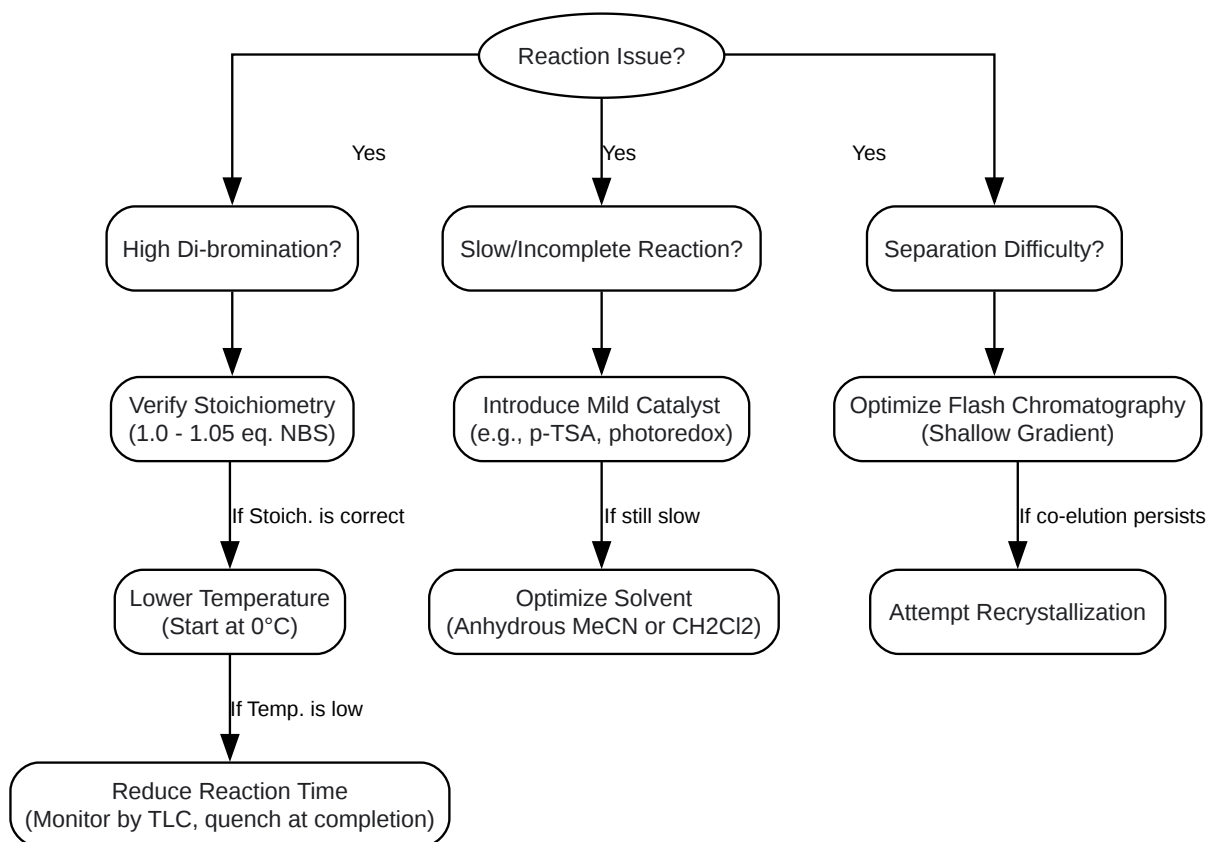 Reaction Issue?
Yes
Yes
Yes
High Di-bromination?
Slow/Incomplete Reaction?
Separation Difficulty?
Verify Stoichiometry
(1.0 - 1.05 eq. NBS)
Introduce Mild Catalyst
(e.g., p-TSA, photoredox)
Optimize Flash Chromatography
(Shallow Gradient)
If Stoich. is correct
If still slow
If co-elution persists
Lower Temperature
(Start at 0°C)
Optimize Solvent
(Anhydrous MeCN or CH2Cl2)
Attempt Recrystallization
If Temp. is low
Reduce Reaction Time
(Monitor by TLC, quench at completion)